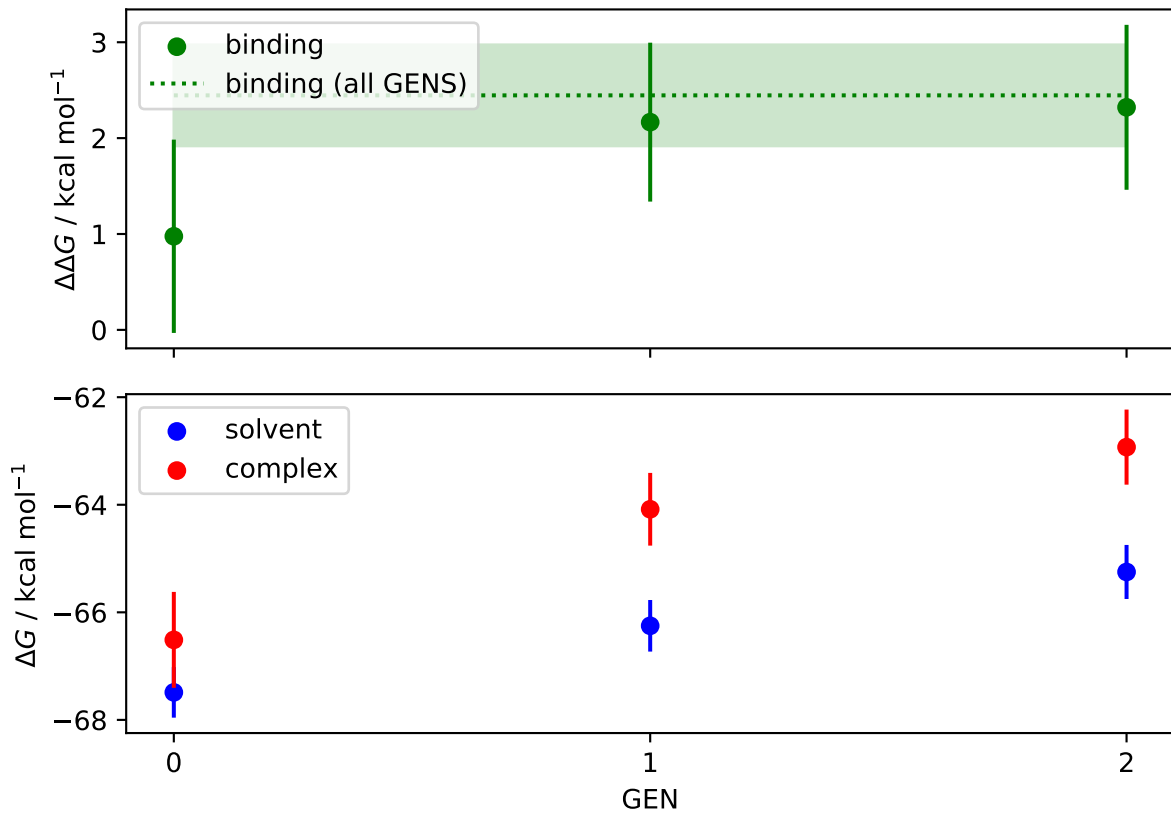 binding
binding (all GENS)
ΔΔG / kcal mol⁻¹
3
2
1
0
solvent
complex
ΔG / kcal mol⁻¹
−62
−64
−66
−68
0 1 2
GEN